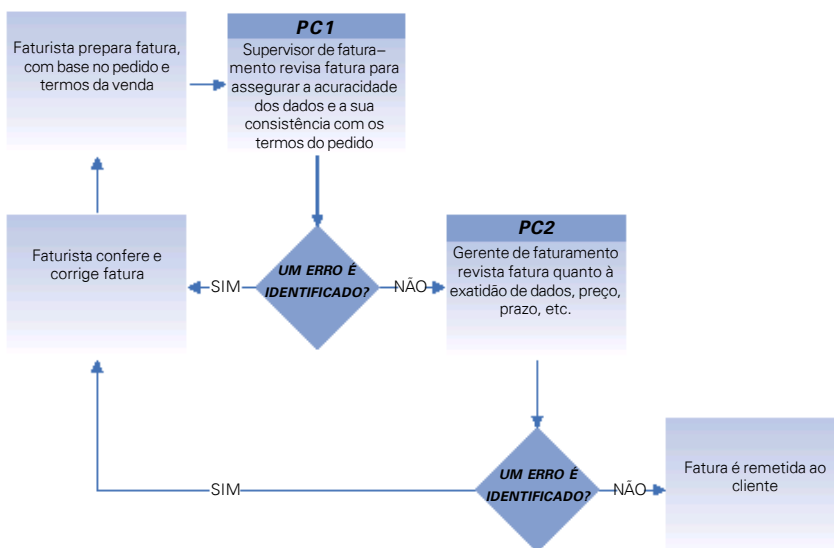 Faturista prepara fatura,
com base no pedido e
termos da venda
PC1
Supervisor de fatura–
mento revisa fatura para
assegurar a acuracidade
dos dados e a sua
consistência com os
termos do pedido
Faturista confere e
corrige fatura
SIM
UM ERRO É
IDENTIFICADO?
NÃO
PC2
Gerente de faturamento
revista fatura quanto à
exatidão de dados, preço,
prazo, etc.
SIM
UM ERRO É
IDENTIFICADO?
NÃO
Fatura é remetida ao
cliente